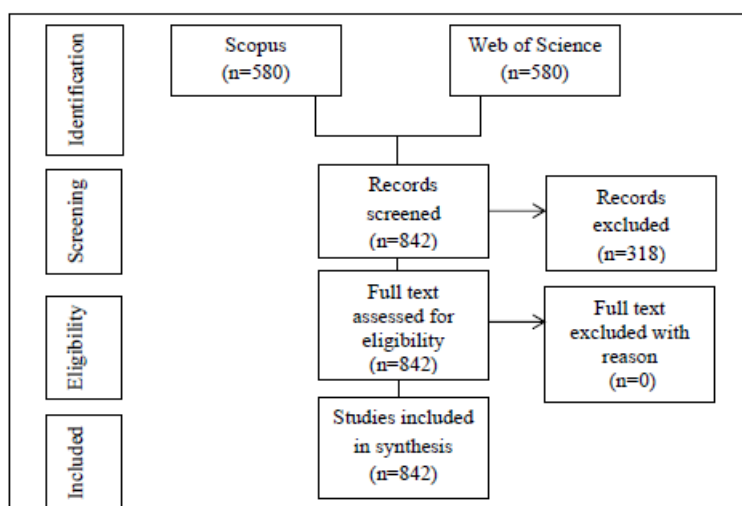 Identification
Scopus
(n=580)
Web of Science
(n=580)
Screening
Records
screened
(n=842)
Records
excluded
(n=318)
Eligibility
Full text
assessed for
eligibility
(n=842)
Full text
excluded with
reason
(n=0)
Included
Studies included
in synthesis
(n=842)